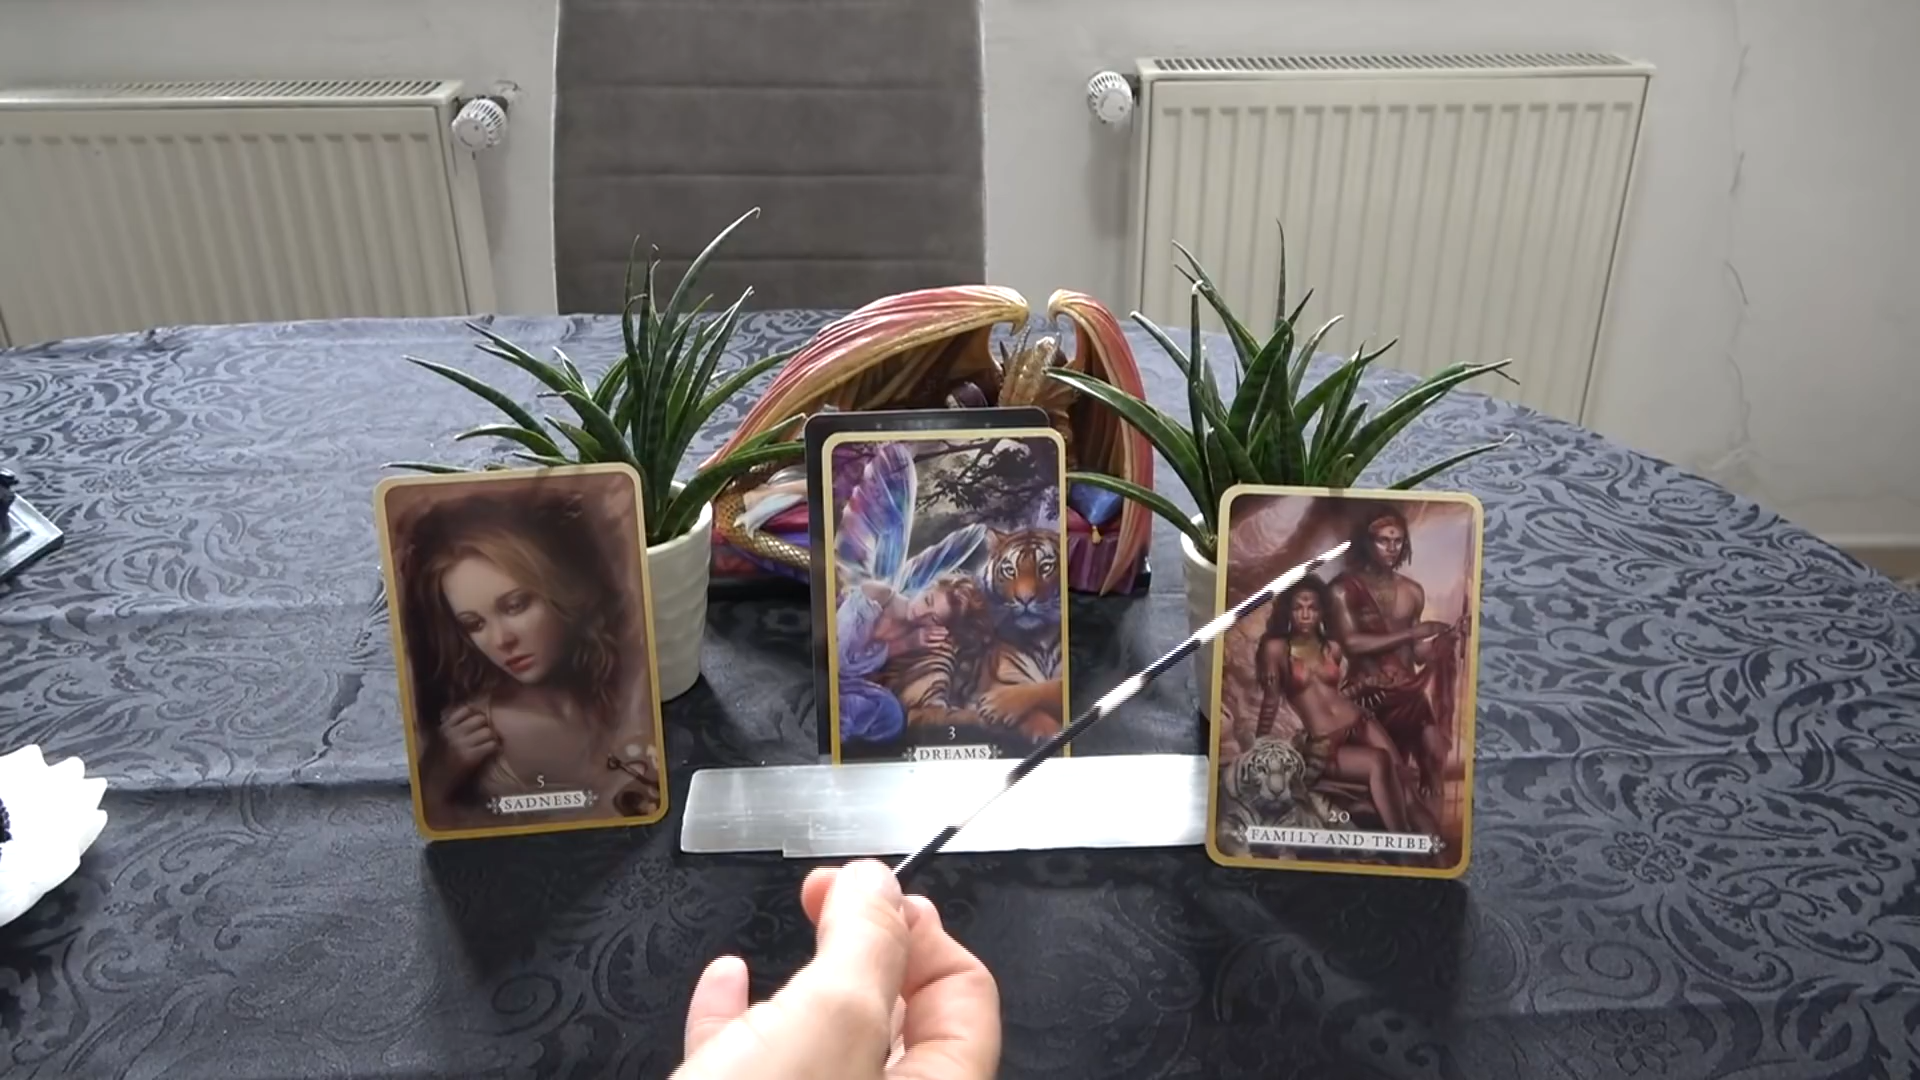 5
SADNESS
3
DREAMS
20
FAMILY AND TRIBE